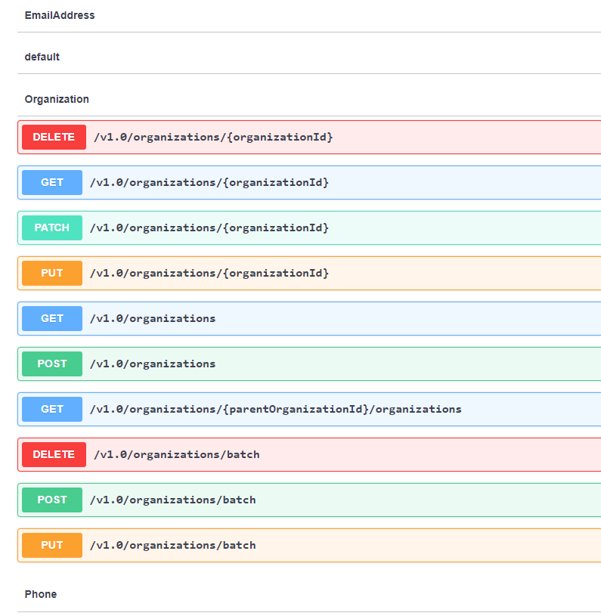 EmailAddress
default
Organization
DELETE /v1.0/organizations/{organizationId}
GET /v1.0/organizations/{organizationId}
PATCH /v1.0/organizations/{organizationId}
PUT /v1.0/organizations/{organizationId}
GET /v1.0/organizations
POST /v1.0/organizations
GET /v1.0/organizations/{parentOrganizationId}/organizations
DELETE /v1.0/organizations/batch
POST /v1.0/organizations/batch
PUT /v1.0/organizations/batch
Phone